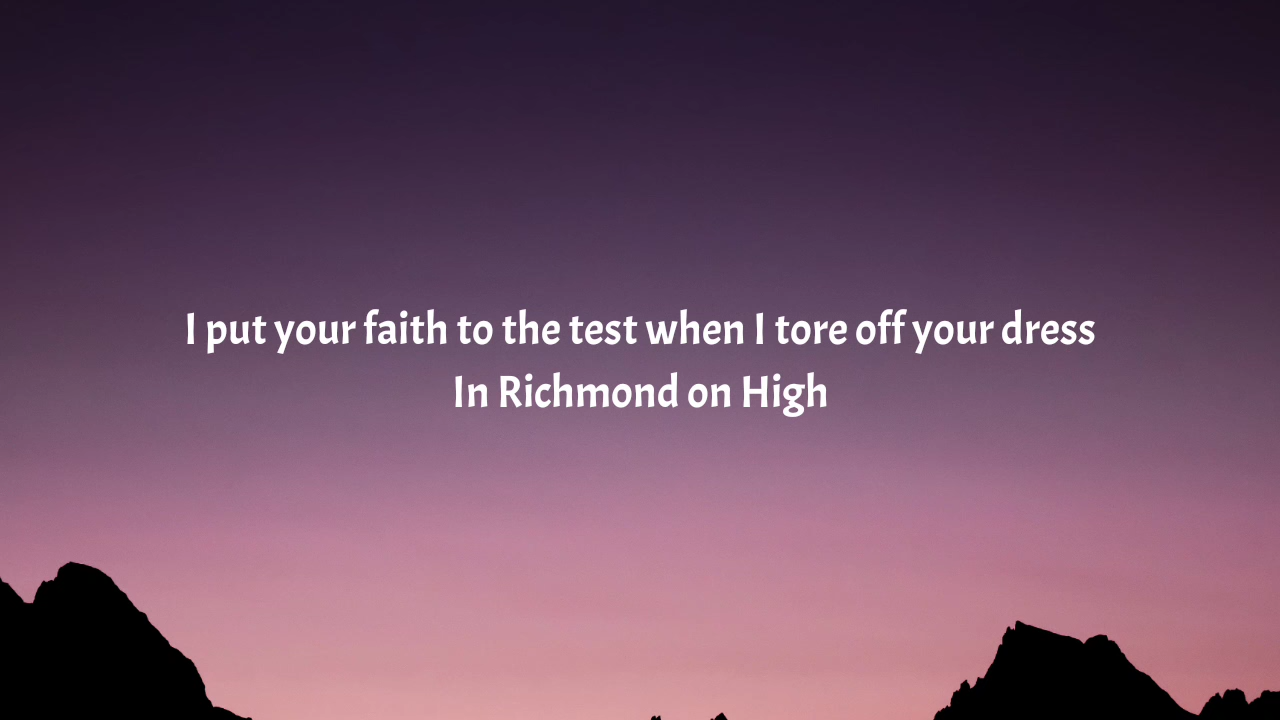 I put your faith to the test when I tore off your dress
In Richmond on High